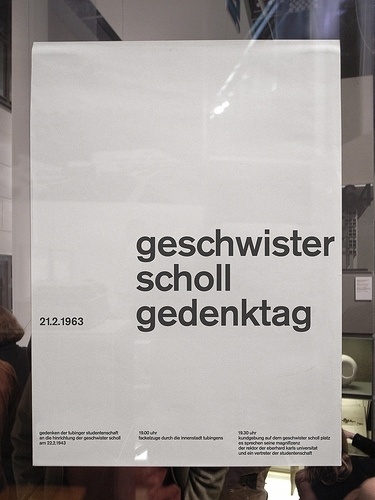 geschwister
scholl
gedenktag
21.2.1963
gedenken der tübinger studentenschaft
an die hinrichtung der geschwister scholl
am 22.2.1943
19.00 uhr
fackelzuge durch die innenstadt tubingens
19.30 uhr
kundgebung auf dem geschwister scholl platz
es sprechen seine magnifizenz
der rektor der eberhard karls universitat
und ein vertreter der studentenschaft